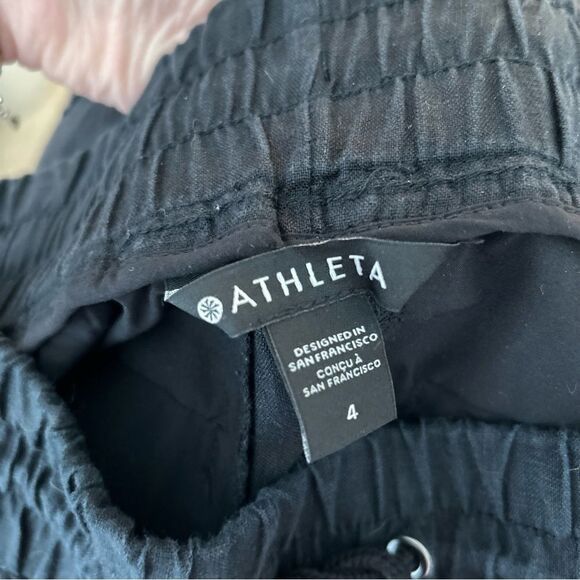 ATHLETA
DESIGNED IN
SAN FRANCISCO
CONÇU À
SAN FRANCISCO
4